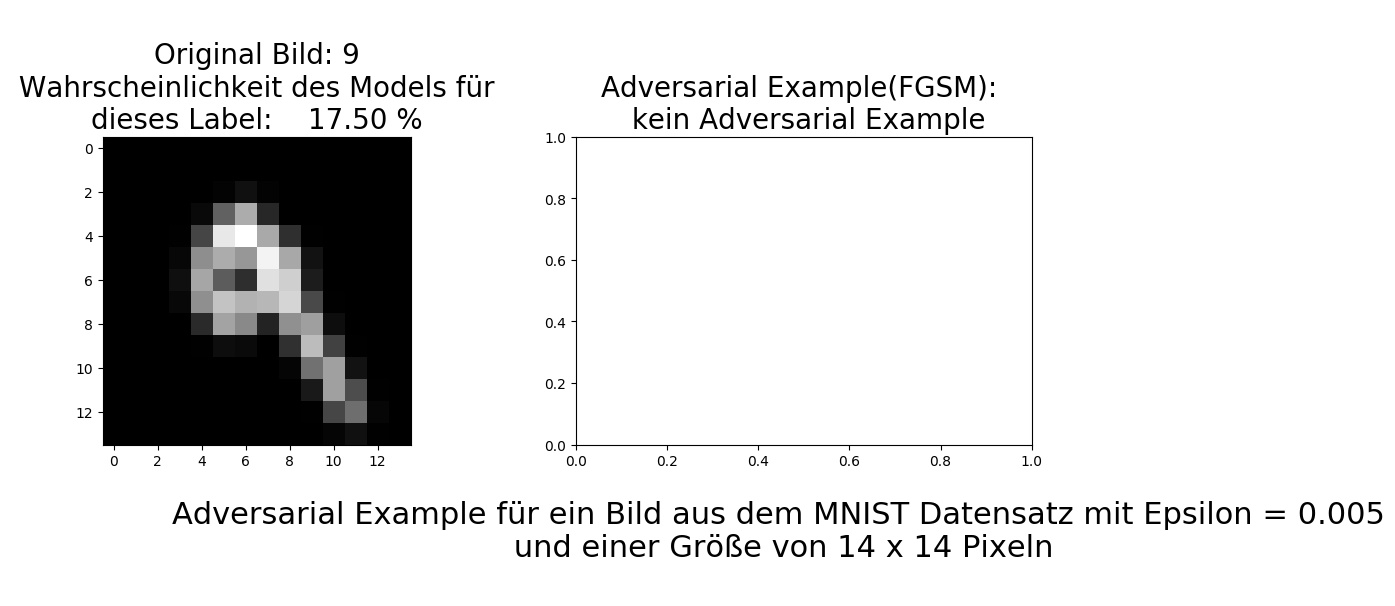 Original Bild: 9
Wahrscheinlichkeit des Models für
dieses Label: 17.50 %
Adversarial Example(FGSM):
kein Adversarial Example
0
2
4
6
8
10
12
0 2 4 6 8 10 12
1.0
0.8
0.6
0.4
0.2
0.0
0.0 0.2 0.4 0.6 0.8 1.0
Adversarial Example für ein Bild aus dem MNIST Datensatz mit Epsilon = 0.005
und einer Größe von 14 x 14 Pixeln